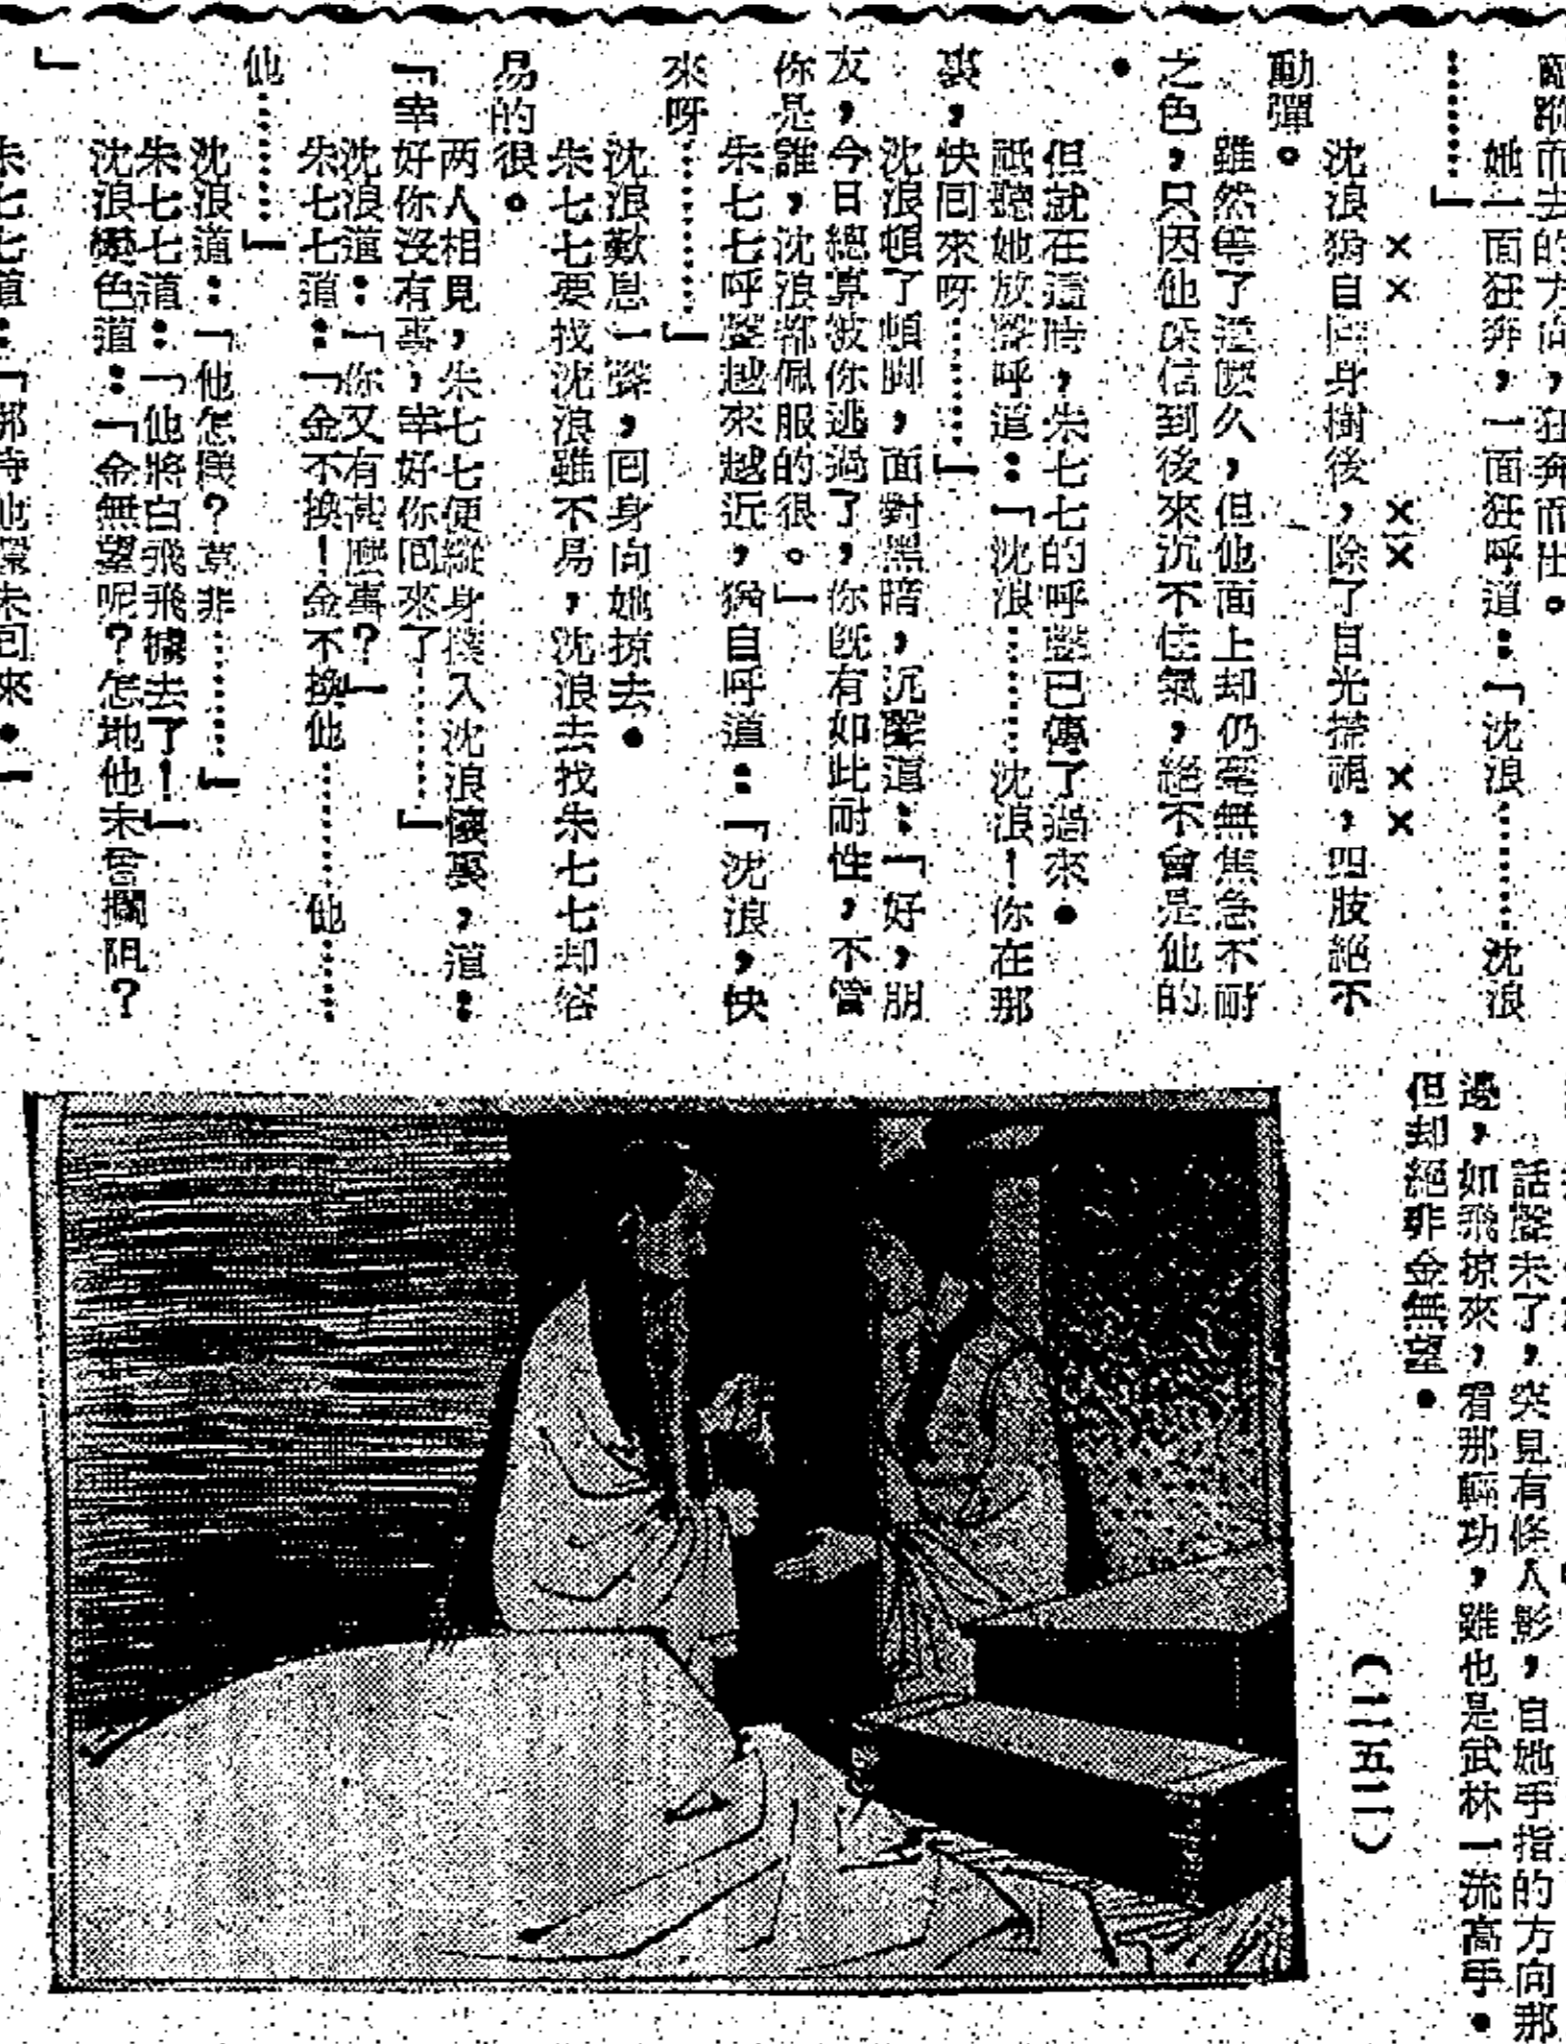 而去的方向，狂奔而出。
她一面狂奔，一面狂呼道：「沈浪………沈浪
………」
×× ×× ××
沈浪猶自隱身樹後，除了目光搜視，四肢絕不
動彈。
雖然等了這麼久，但他面上却仍毫無焦急不耐
之色，只因他深信到後來沉不住氣，絕不會是他的
。
但就在這時，朱七七的呼聲已傳了過來。
祗聽她放聲呼道：「沈浪………沈浪！你在那
裏，快回來呀………」
沈浪頓了頓脚，面對黑暗，沉聲道：「好，朋
友，今日總算被你逃過了，你旣有如此耐性，不管
你是誰，沈浪都佩服的很。」
朱七七呼聲越來越近，猶自呼道：「沈浪，快
來呀………」
沈浪歎息一聲，回身向她掠去。
朱七七要找沈浪雖不易，沈浪去找朱七七却容
易的很。
両人相見，朱七七便縱身撲入沈浪懷裏，道：
「幸好你沒有事，幸好你回來了………」
沈浪道：「你又有甚麼事？」
朱七七道：「金不換！金不換他………他………
他………」
沈浪道：「他怎樣？莫非………」
朱七七道：「他將白飛飛擄去了！」
沈浪變色道：「金無望呢？怎地他未曾攔阻？
」
朱七七道：「那時他還未回來。」
話聲未了，突見有條人影，自她手指的方向那
邊，如飛掠來，看那輕功，雖也是武林一流高手。
但却絕非金無望。
（二五二）